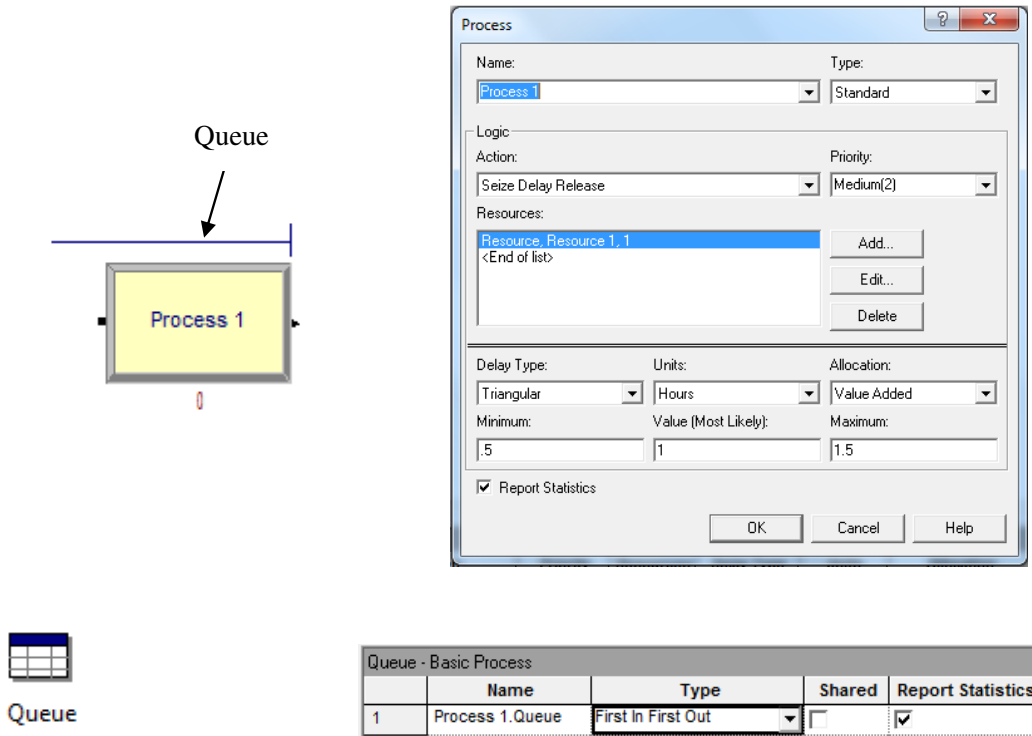 Process
Name:
Type:
Process 1
Standard
Logic
Action:
Priority:
Seize Delay Release
Medium(2)
Resources:
Resource, Resource 1, 1
<End of list>
Add...
Edit...
Delete
Delay Type:
Units:
Allocation:
Triangular
Hours
Value Added
Minimum:
Value (Most Likely):
Maximum:
.5
1
1.5
Report Statistics
OK
Cancel
Help
Queue
Process 1
0
Queue
Queue - Basic Process
Name
Type
Shared
Report Statistics
1
Process 1.Queue
First In First Out